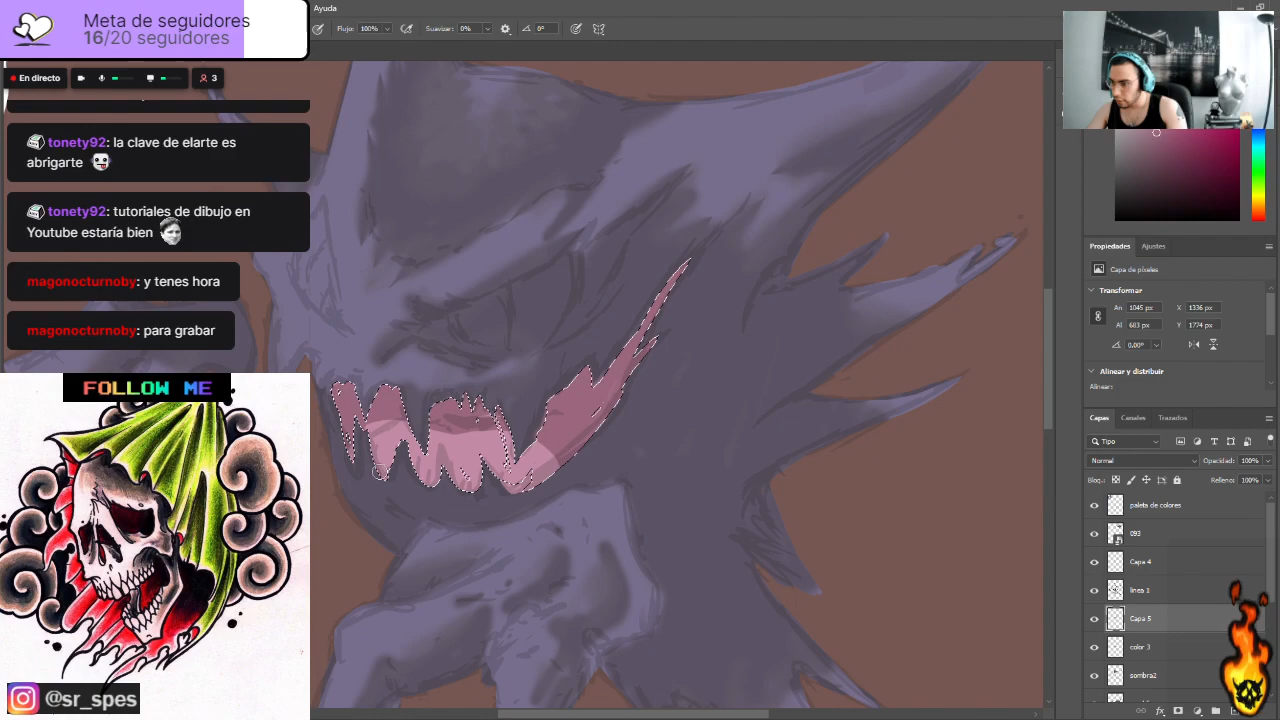 Meta de seguidores
16/20 seguidores
En directo
3
tonety92: la clave de elarte es
abrigarte
tonety92: tutoriales de dibujo en
Youtube estaría bien
magonocturnoby: y tenes hora
magonocturnoby: para grabar
FOLLOW ME
@sr_spes
Ayuda
Flujo: 100%
Suavizar: 0%
0°
Propiedades
Ajustes
Capa de píxeles
Transformar
An 1045 px
X 1336 px
Al 683 px
Y 1774 px
0,00°
Alinear y distribuir
Alinear:
Capas
Canales
Trazados
Tipo
Normal
Opacidad: 100%
Bloq.:
Relleno: 100%
paleta de colores
093
Capa 4
linea 1
Capa 5
color 3
sombra2
fx